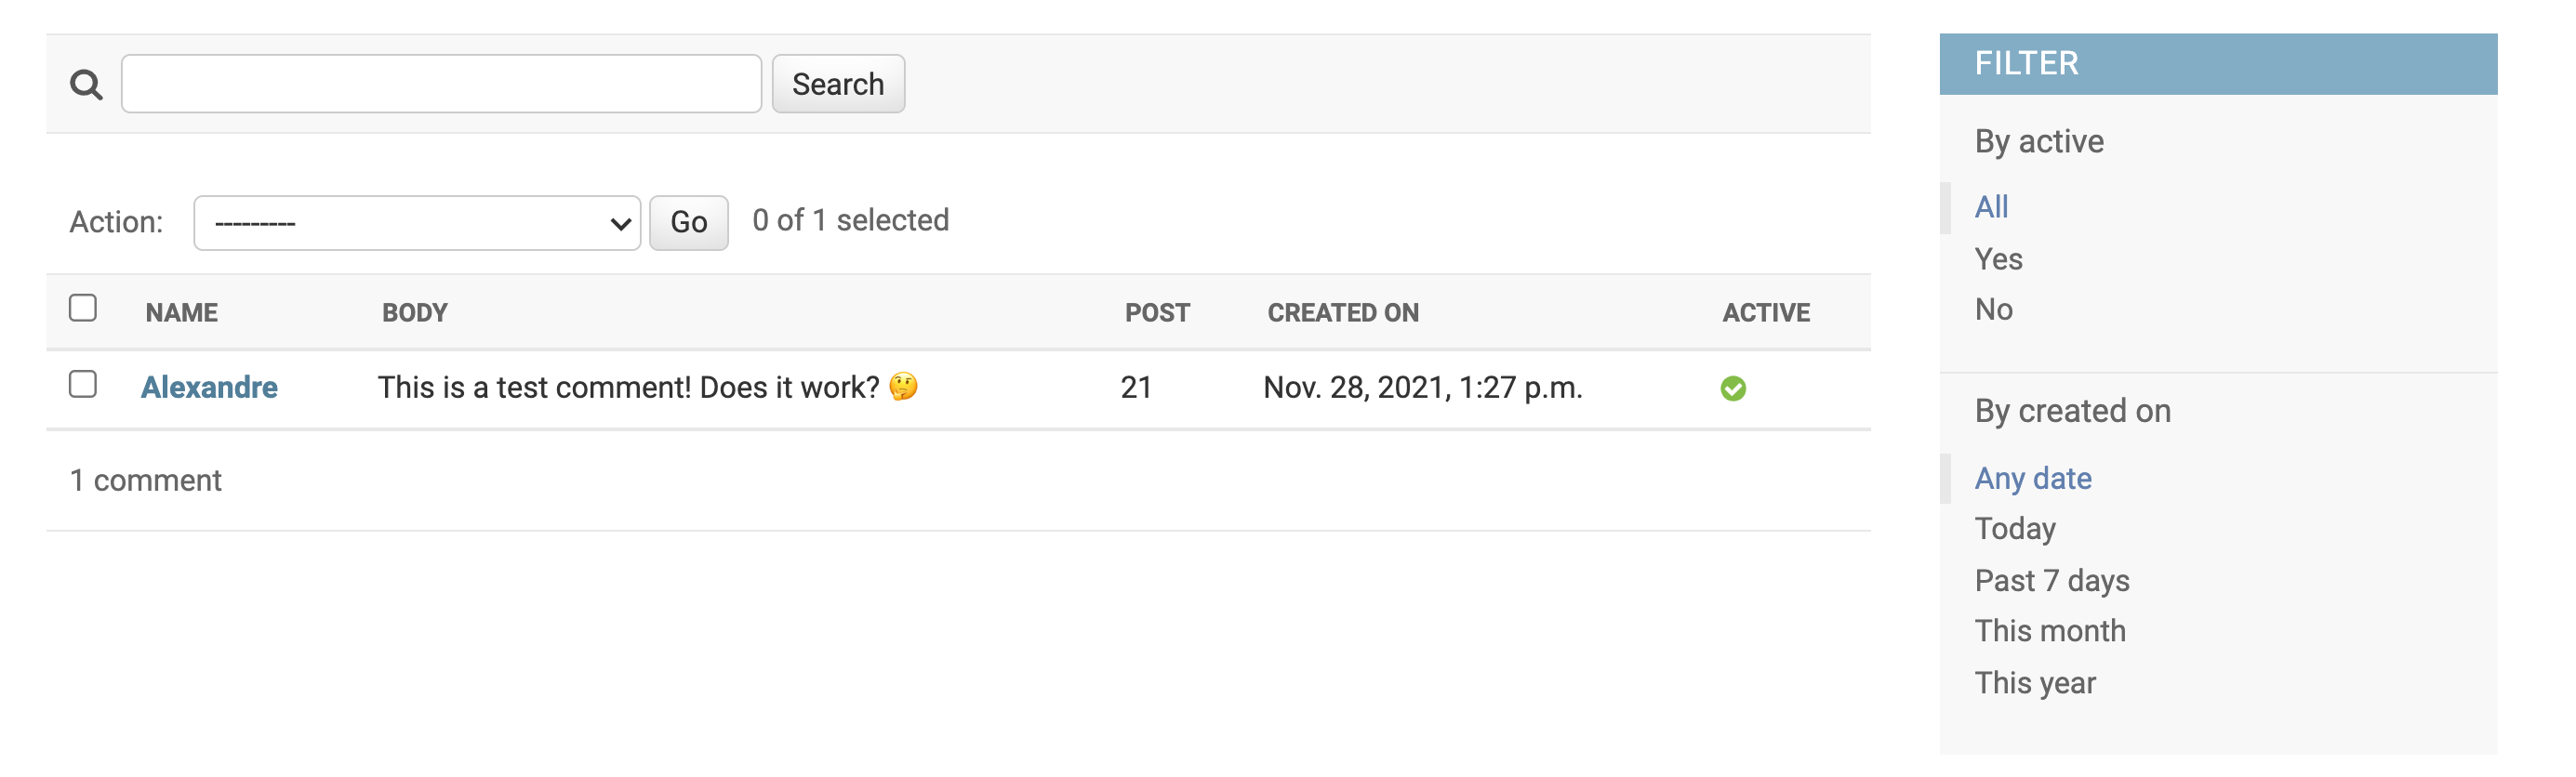 Search
Action: --------- Go 0 of 1 selected
NAME BODY POST CREATED ON ACTIVE
Alexandre This is a test comment! Does it work? 🤔 21 Nov. 28, 2021, 1:27 p.m.
1 comment
FILTER
By active
All
Yes
No
By created on
Any date
Today
Past 7 days
This month
This year